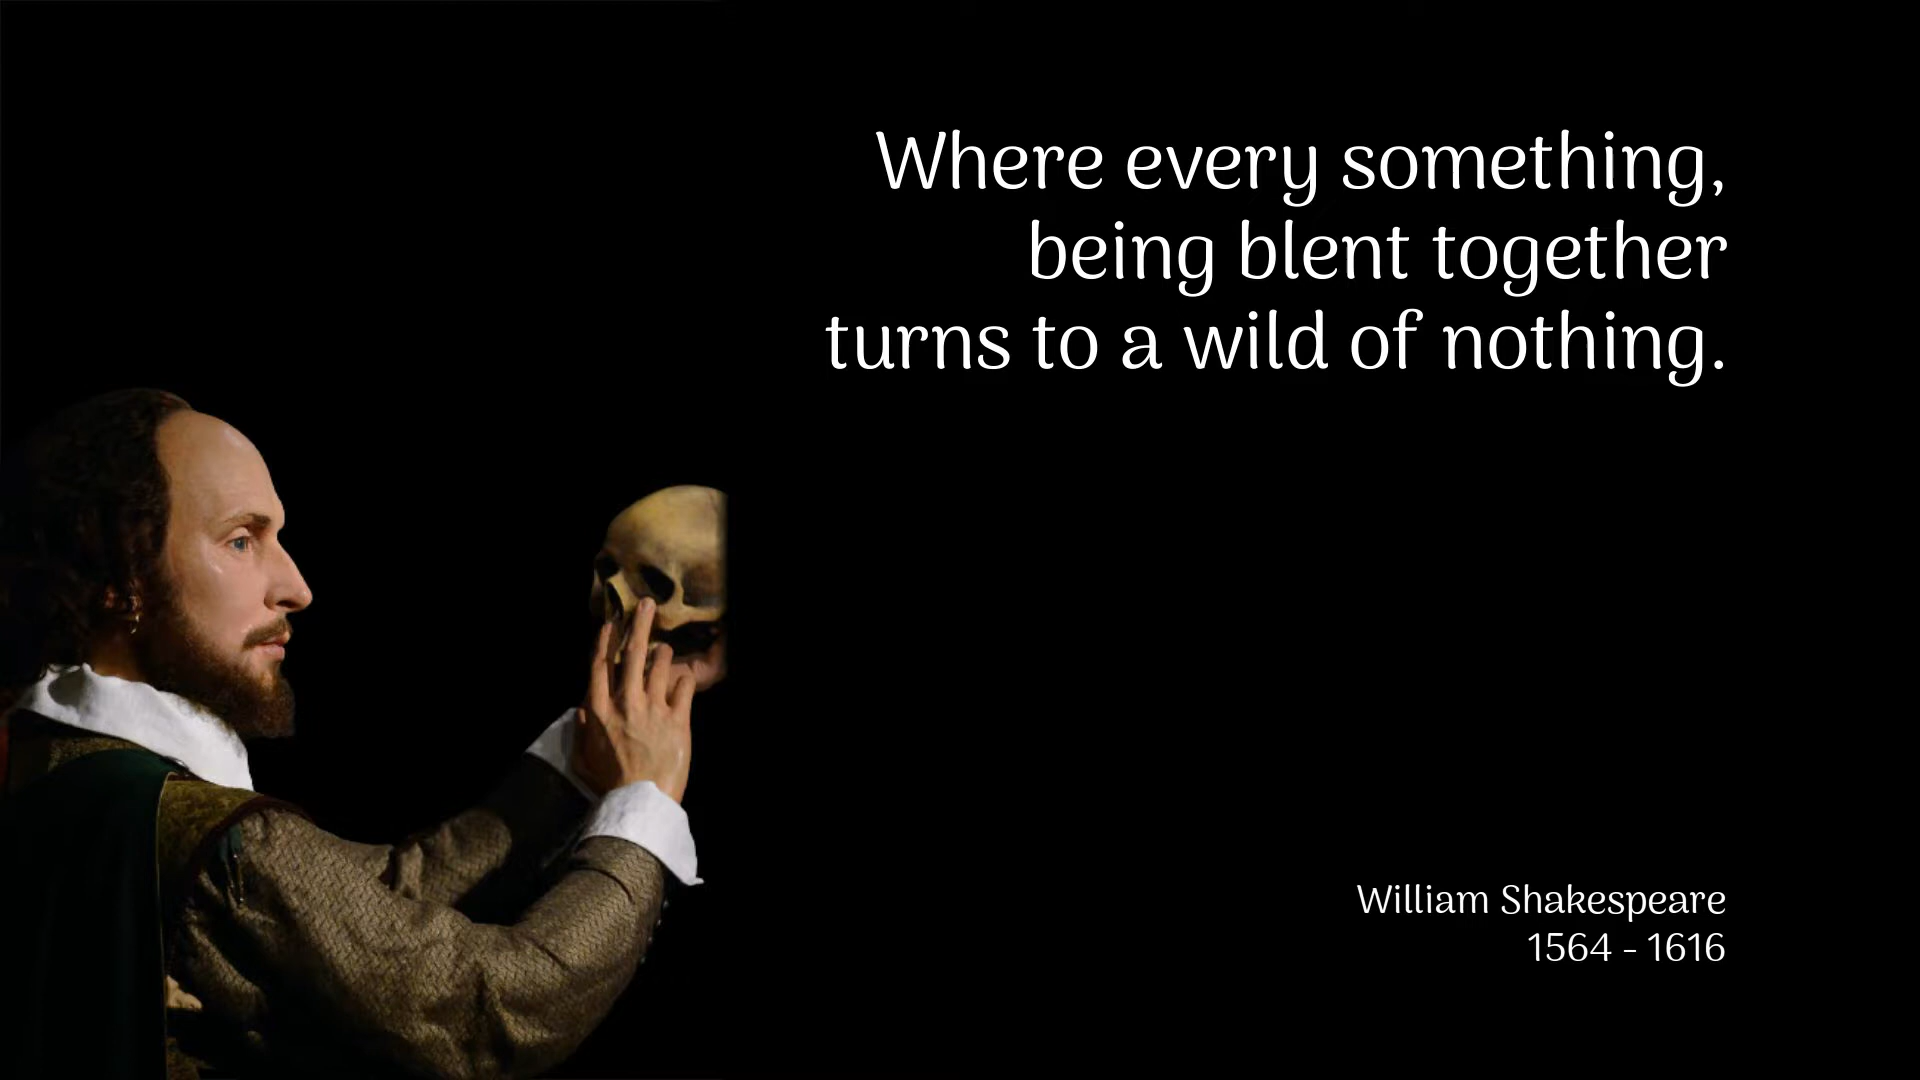 Where every something,
being blent together
turns to a wild of nothing.
William Shakespeare
1564 - 1616